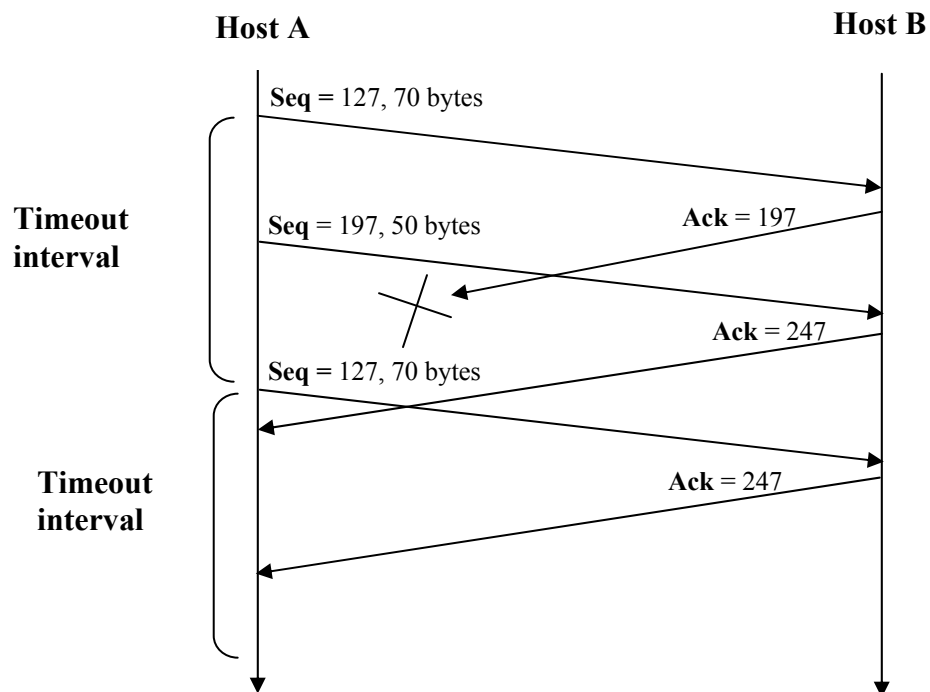 Host A
Host B
Seq = 127, 70 bytes
Timeout
interval
Seq = 197, 50 bytes
Ack = 197
Ack = 247
Seq = 127, 70 bytes
Timeout
interval
Ack = 247